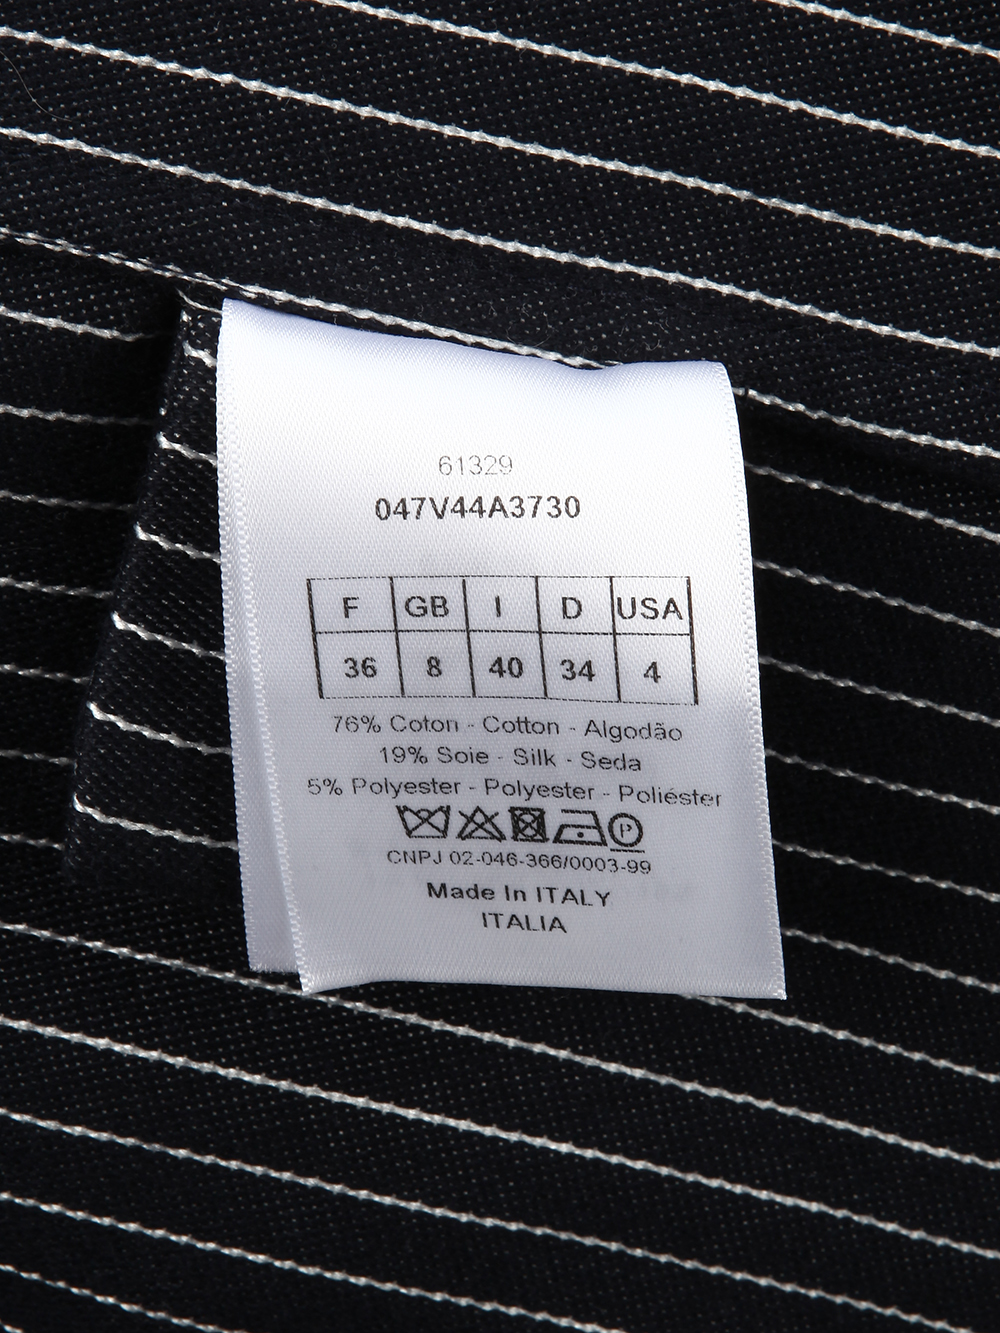 61329
047V44A3730
F GB I D USA
36 8 40 34 4
76% Coton - Cotton - Algodão
19% Soie - Silk - Seda
5% Polyester - Polyester - Poliéster
P
CNPJ 02-046-366/0003-99
Made In ITALY
ITALIA